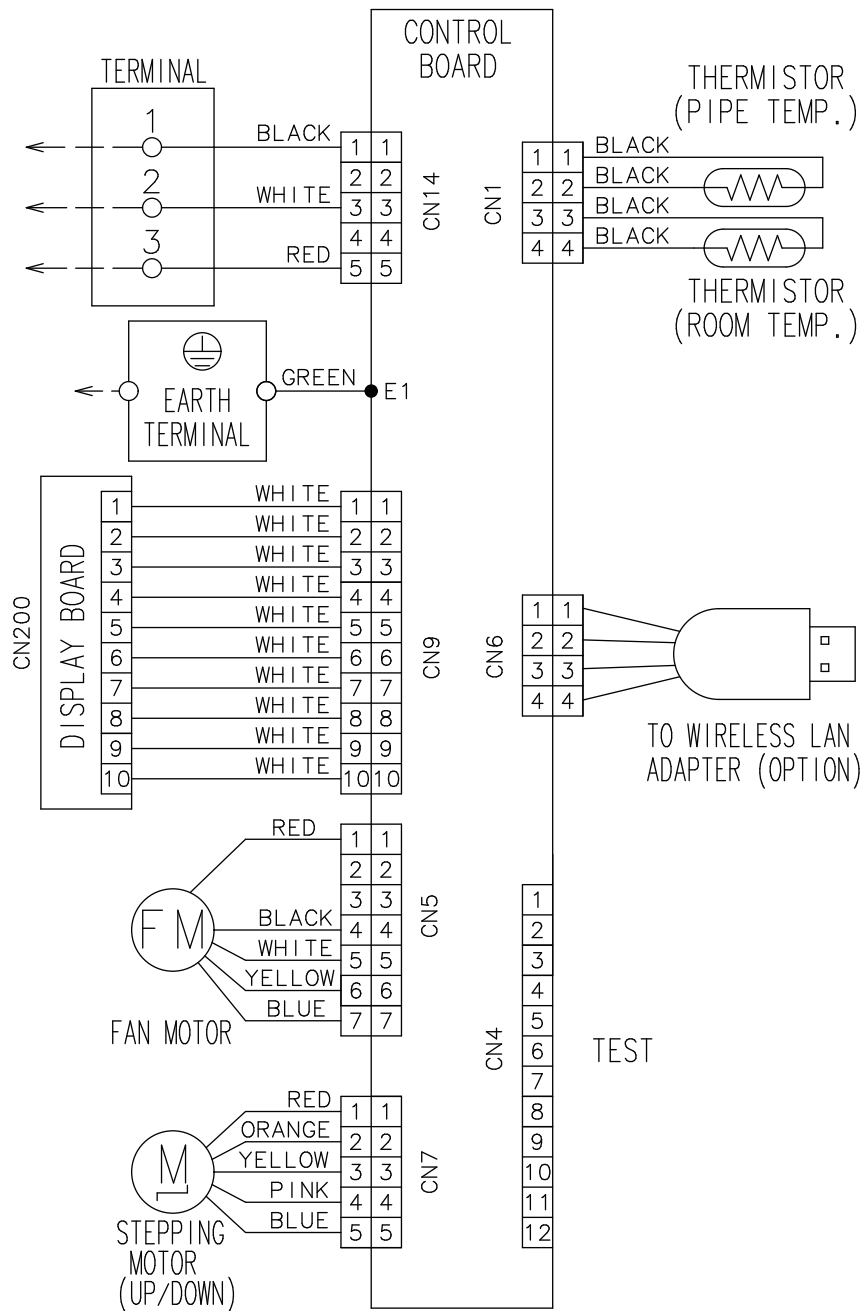 CONTROL
BOARD
TERMINAL
1
2
3
BLACK
WHITE
RED
1 1
2 2
3 3
4 4
5 5
CN14
CN1
1 1
2 2
3 3
4 4
BLACK
BLACK
BLACK
BLACK
THERMISTOR
(PIPE TEMP.)
THERMISTOR
(ROOM TEMP.)
EARTH
TERMINAL
GREEN
E1
CN200
DISPLAY BOARD
1
2
3
4
5
6
7
8
9
10
WHITE
WHITE
WHITE
WHITE
WHITE
WHITE
WHITE
WHITE
WHITE
WHITE
1 1
2 2
3 3
4 4
5 5
6 6
7 7
8 8
9 9
10 10
CN9
CN6
1 1
2 2
3 3
4 4
TO WIRELESS LAN
ADAPTER (OPTION)
FM
FAN MOTOR
RED
BLACK
WHITE
YELLOW
BLUE
1 1
2 2
3 3
4 4
5 5
6 6
7 7
CN5
CN4
1
2
3
4
5
6
7
8
9
10
11
12
TEST
M
STEPPING
MOTOR
(UP/DOWN)
RED
ORANGE
YELLOW
PINK
BLUE
1 1
2 2
3 3
4 4
5 5
CN7